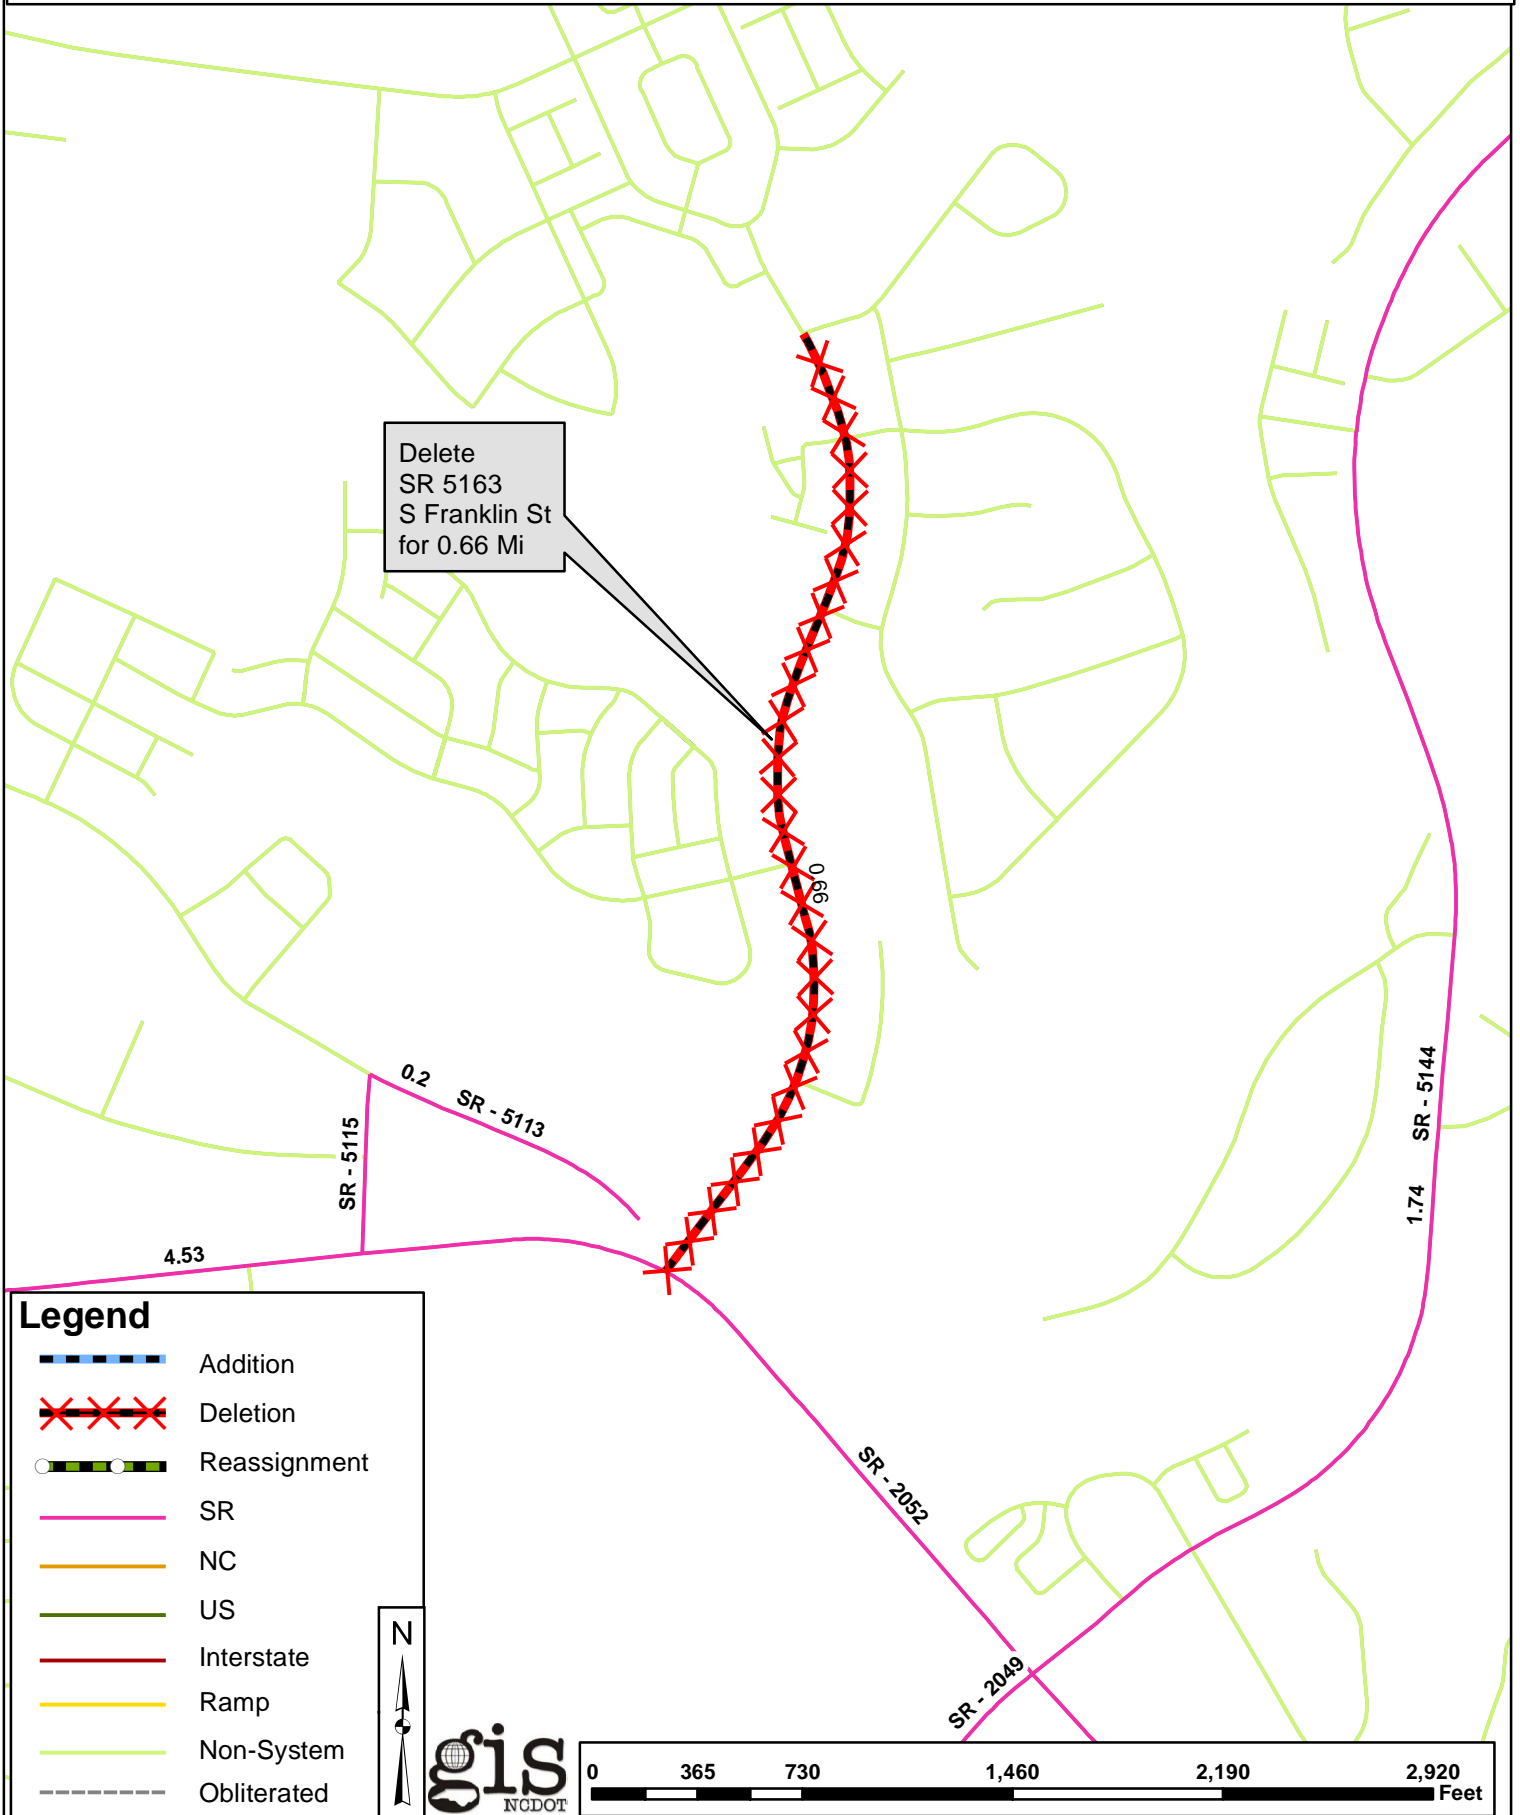 Delete
SR 5163
S Franklin St
for 0.66 Mi
0.66
0.2
SR - 5113
SR - 5115
4.53
SR - 5144
1.74
SR - 2052
SR - 2049
Legend
Addition
Deletion
Reassignment
SR
NC
US
Interstate
Ramp
Non-System
Obliterated
N
gis
NCDOT
0 365 730 1,460 2,190 2,920
Feet